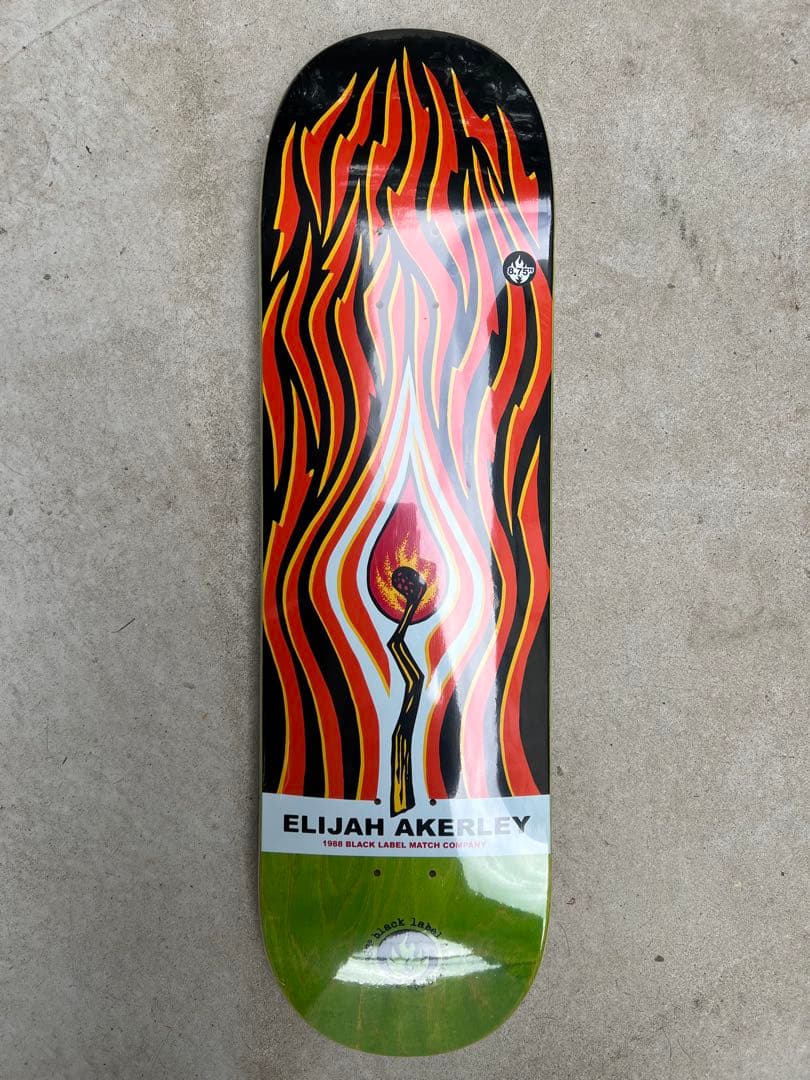 8.75"
ELIJAH AKERLEY
1988 BLACK LABEL MATCH COMPANY
black label